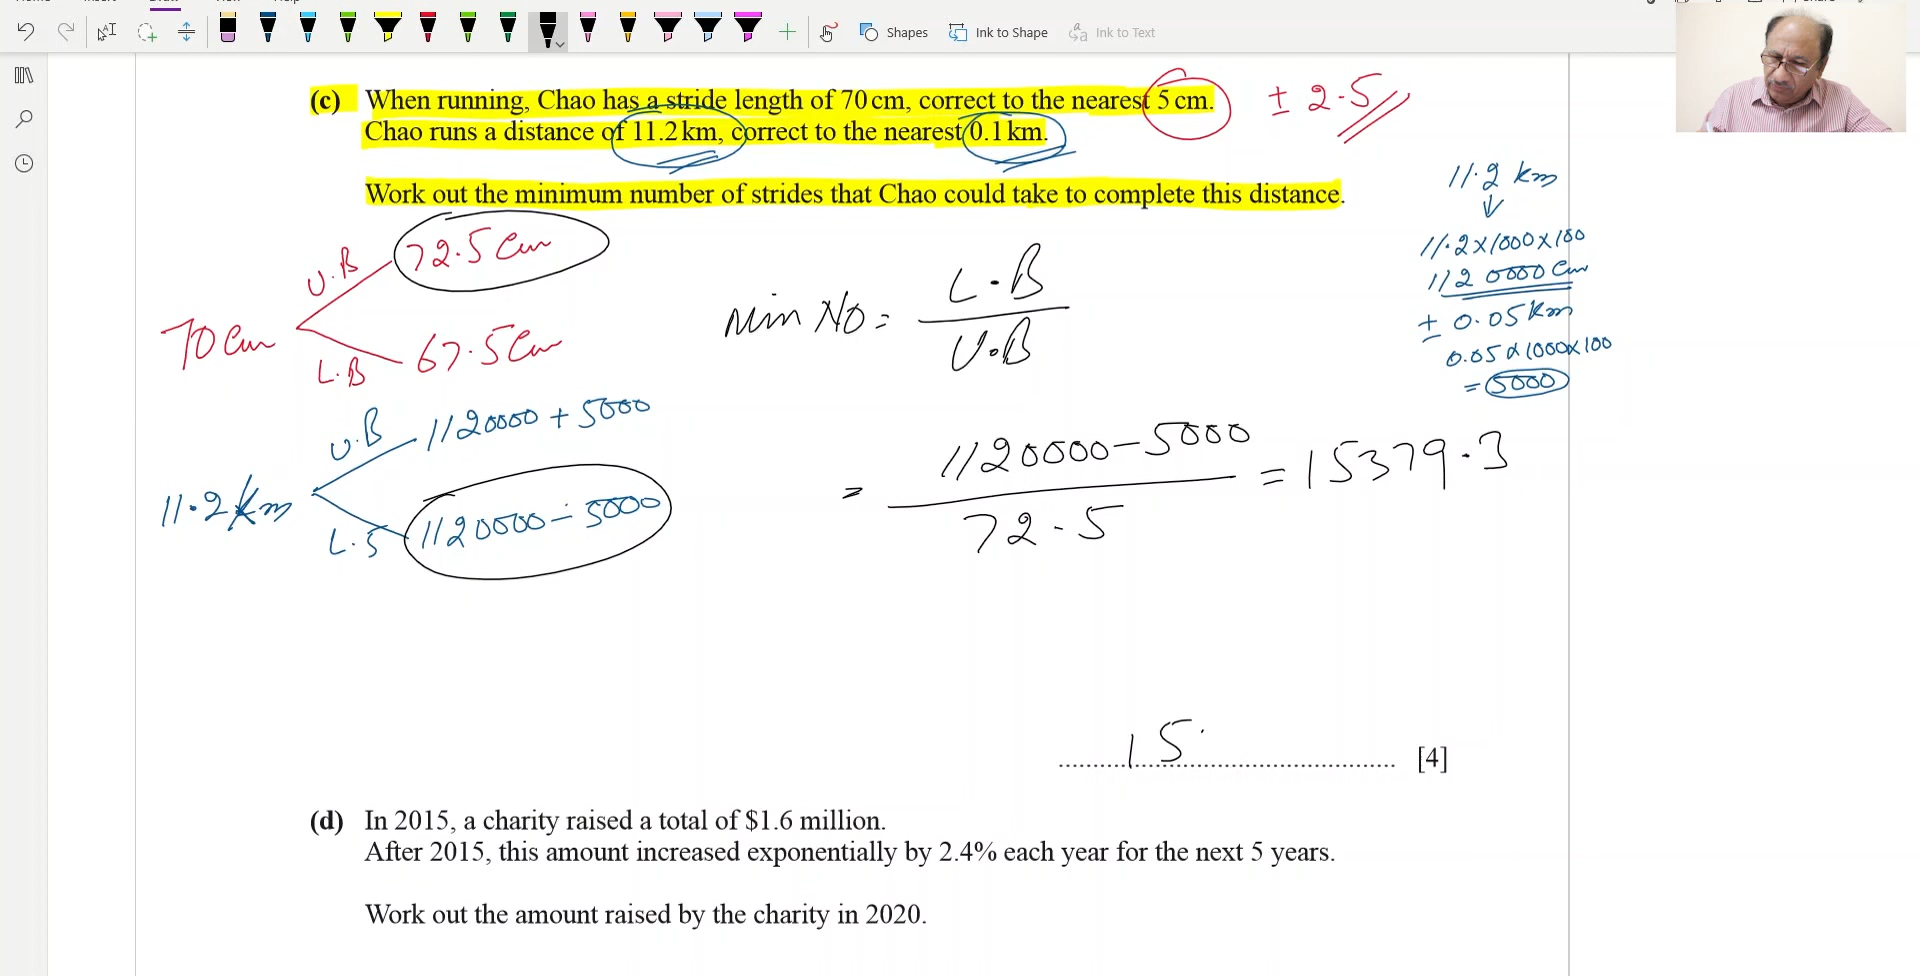 Shapes
Ink to Shape
Ink to Text
(c) When running, Chao has a stride length of 70 cm, correct to the nearest 5 cm.
± 2.5
Chao runs a distance of 11.2 km, correct to the nearest 0.1 km.
Work out the minimum number of strides that Chao could take to complete this distance.
11.2 km
11.2 x 1000 x 100
1120000 cm
± 0.05 km
0.05 x 1000 x 100
= 5000
70 cm
U.B
72.5 cm
L.B
67.5 cm
Min No = L.B
U.B
11.2 km
U.B
1120000 + 5000
L.S
1120000 - 5000
= 1120000 - 5000
72.5
= 15379.3
15
[4]
(d) In 2015, a charity raised a total of $1.6 million.
After 2015, this amount increased exponentially by 2.4% each year for the next 5 years.
Work out the amount raised by the charity in 2020.